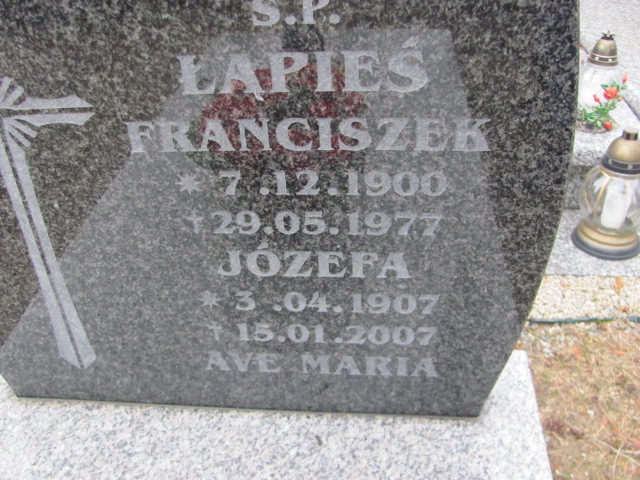 Ś.P.
ŁAPIEŚ
FRANCISZEK
* 7.12.1900
† 29.05.1977
JÓZEFA
* 3.04.1907
† 15.01.2007
AVE MARIA